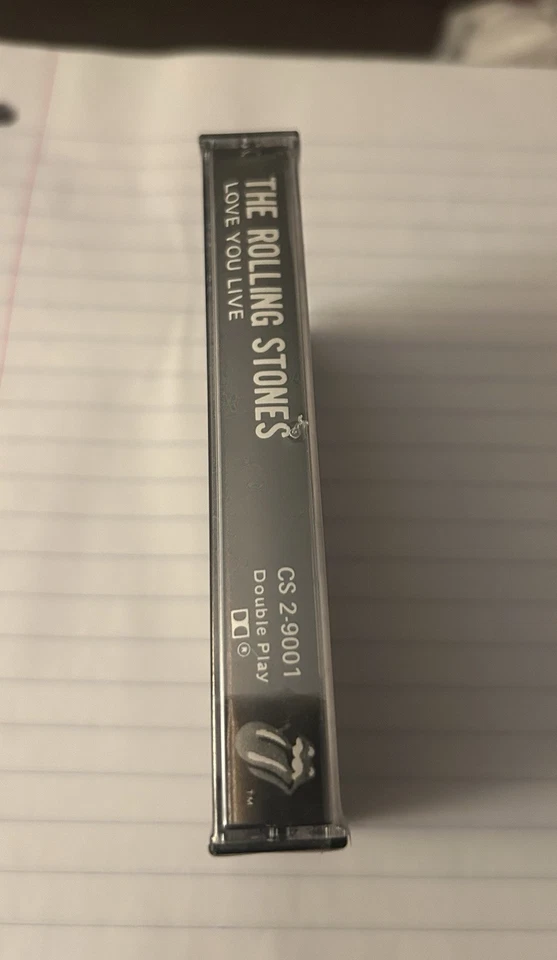 THE ROLLING STONES
LOVE YOU LIVE
CS 2-9001
Double Play
®
TM